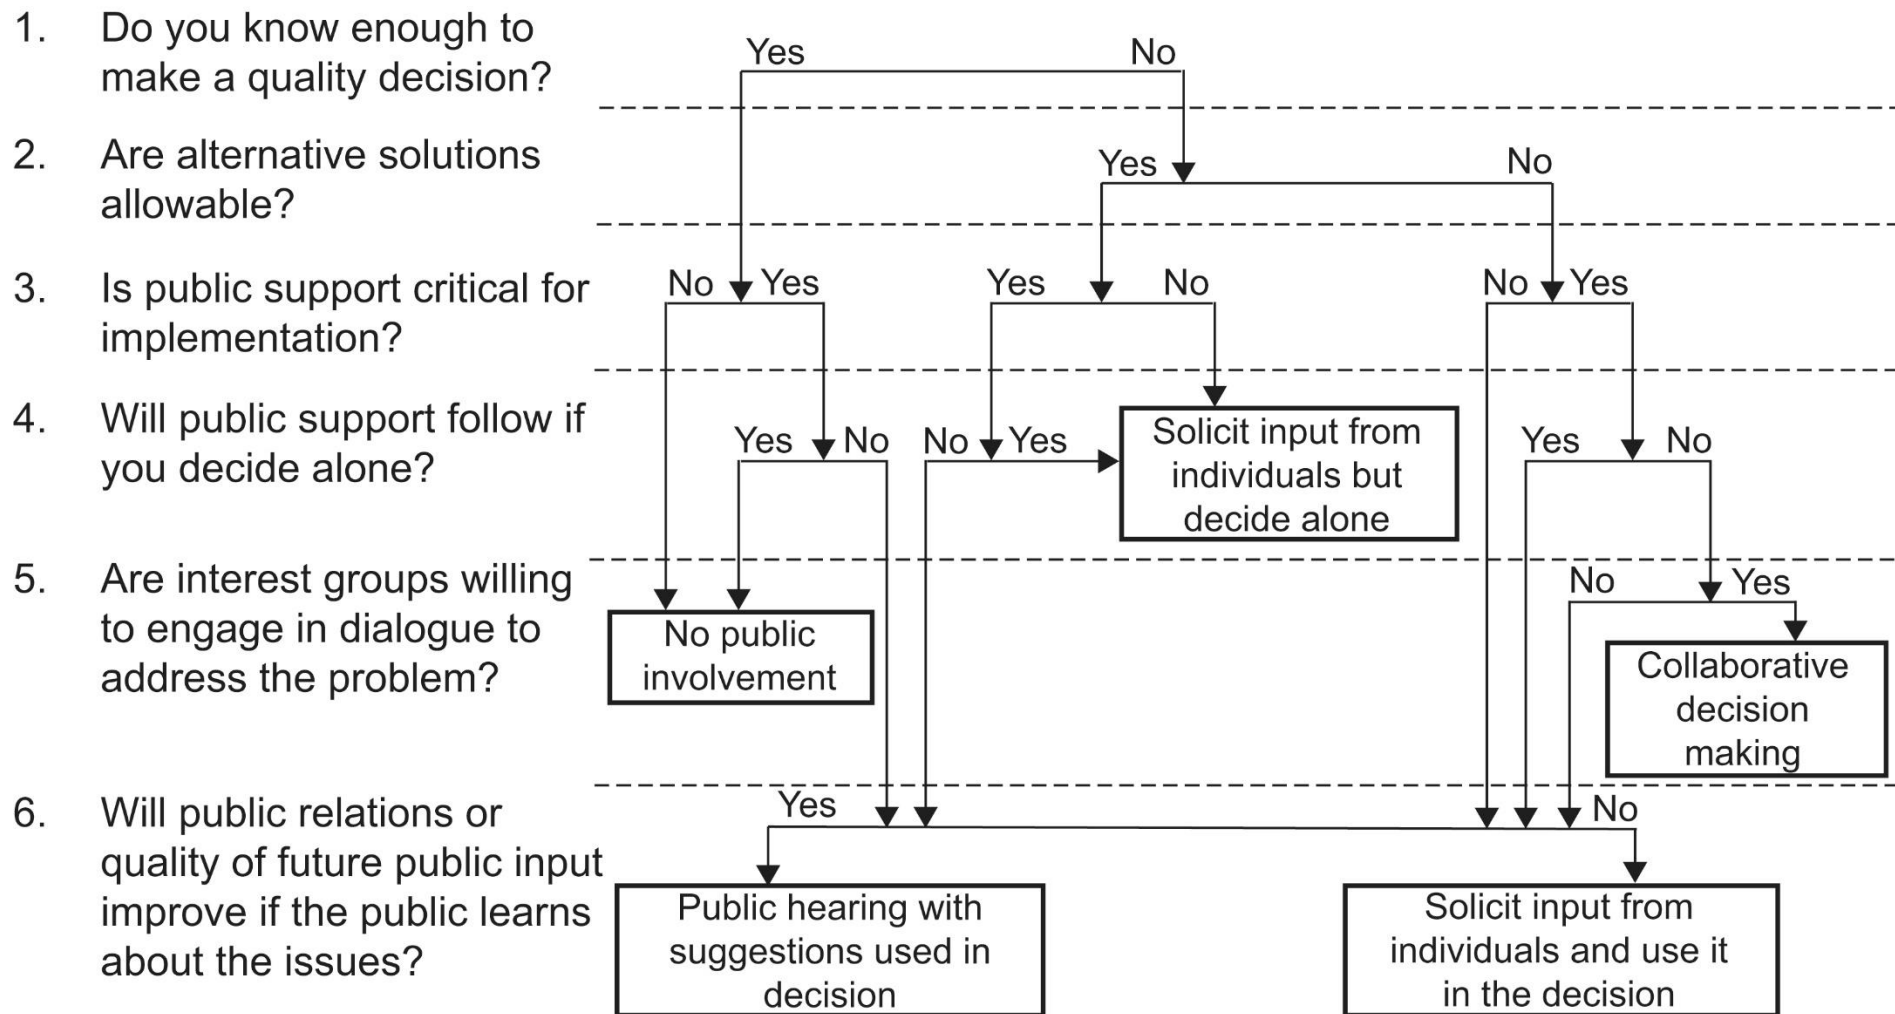 1. Do you know enough to
make a quality decision?
Yes No
2. Are alternative solutions
allowable?
Yes No
3. Is public support critical for
implementation?
No Yes Yes No No Yes
4. Will public support follow if
you decide alone?
Yes No No Yes Yes No
Solicit input from
individuals but
decide alone
5. Are interest groups willing
to engage in dialogue to
address the problem?
No Yes
No public
involvement
Collaborative
decision
making
6. Will public relations or
quality of future public input
improve if the public learns
about the issues?
Yes No
Public hearing with
suggestions used in
decision
Solicit input from
individuals and use it
in the decision